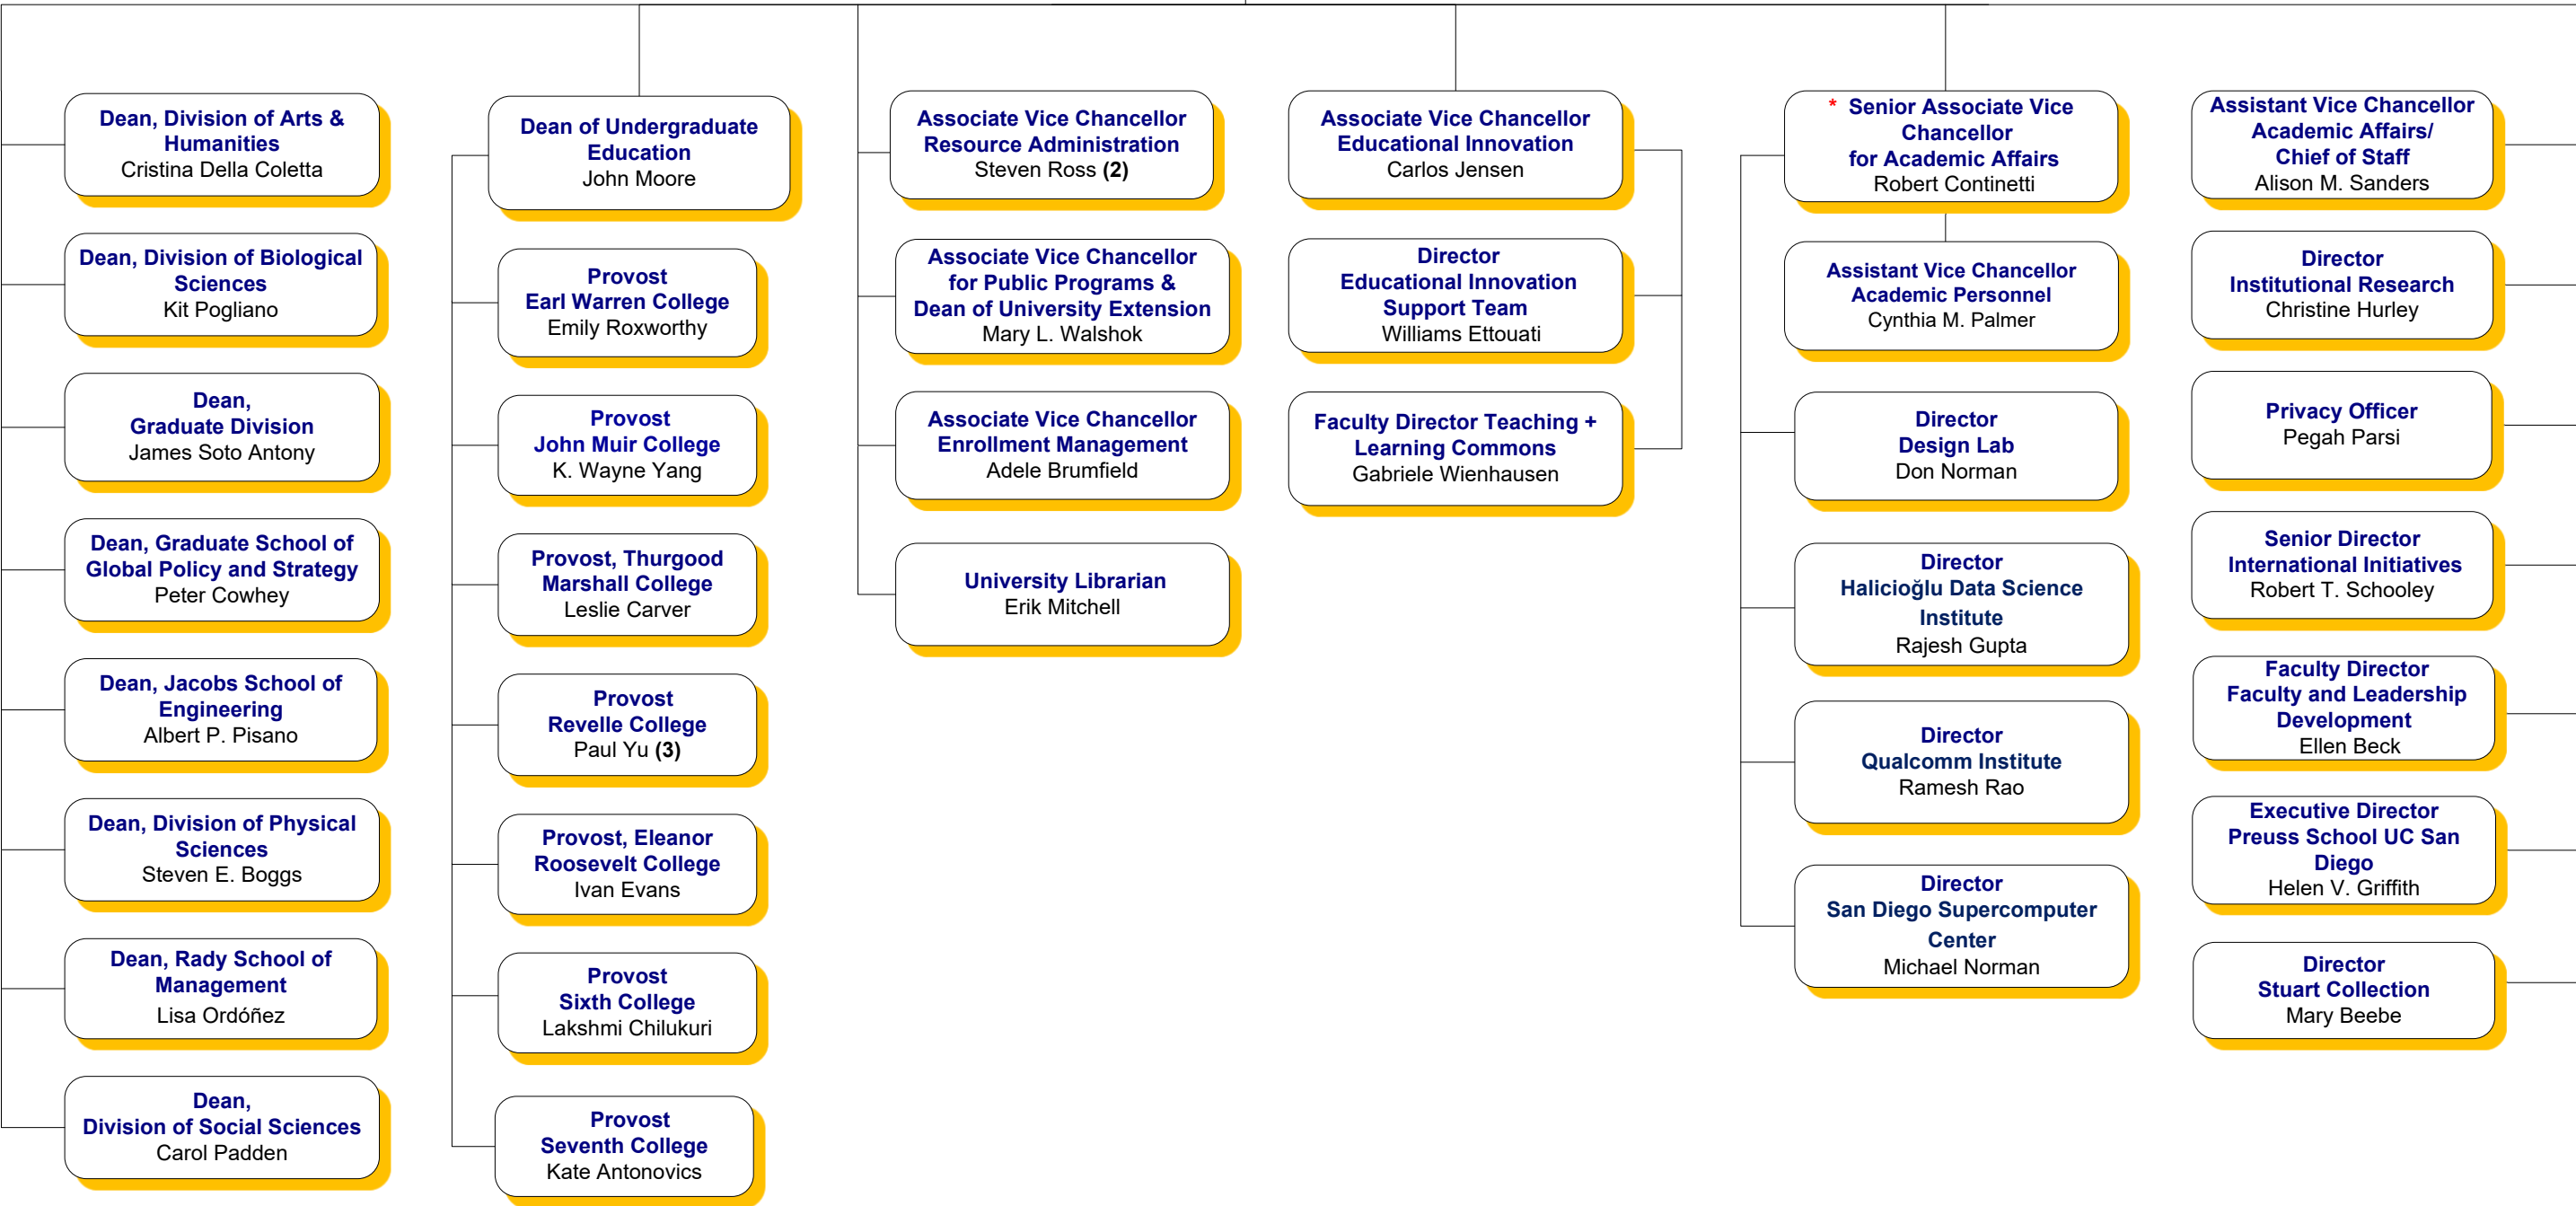 Dean, Division of Arts &
Humanities
Cristina Della Coletta
Dean, Division of Biological
Sciences
Kit Pogliano
Dean,
Graduate Division
James Soto Antony
Dean, Graduate School of
Global Policy and Strategy
Peter Cowhey
Dean, Jacobs School of
Engineering
Albert P. Pisano
Dean, Division of Physical
Sciences
Steven E. Boggs
Dean, Rady School of
Management
Lisa Ordóñez
Dean,
Division of Social Sciences
Carol Padden
Dean of Undergraduate
Education
John Moore
Provost
Earl Warren College
Emily Roxworthy
Provost
John Muir College
K. Wayne Yang
Provost, Thurgood
Marshall College
Leslie Carver
Provost
Revelle College
Paul Yu (3)
Provost, Eleanor
Roosevelt College
Ivan Evans
Provost
Sixth College
Lakshmi Chilukuri
Provost
Seventh College
Kate Antonovics
Associate Vice Chancellor
Resource Administration
Steven Ross (2)
Associate Vice Chancellor
for Public Programs &
Dean of University Extension
Mary L. Walshok
Associate Vice Chancellor
Enrollment Management
Adele Brumfield
University Librarian
Erik Mitchell
Associate Vice Chancellor
Educational Innovation
Carlos Jensen
Director
Educational Innovation
Support Team
Williams Ettouati
Faculty Director Teaching +
Learning Commons
Gabriele Wienhausen
* Senior Associate Vice
Chancellor
for Academic Affairs
Robert Continetti
Assistant Vice Chancellor
Academic Personnel
Cynthia M. Palmer
Director
Design Lab
Don Norman
Director
Halicioğlu Data Science
Institute
Rajesh Gupta
Director
Qualcomm Institute
Ramesh Rao
Director
San Diego Supercomputer
Center
Michael Norman
Assistant Vice Chancellor
Academic Affairs/
Chief of Staff
Alison M. Sanders
Director
Institutional Research
Christine Hurley
Privacy Officer
Pegah Parsi
Senior Director
International Initiatives
Robert T. Schooley
Faculty Director
Faculty and Leadership
Development
Ellen Beck
Executive Director
Preuss School UC San
Diego
Helen V. Griffith
Director
Stuart Collection
Mary Beebe